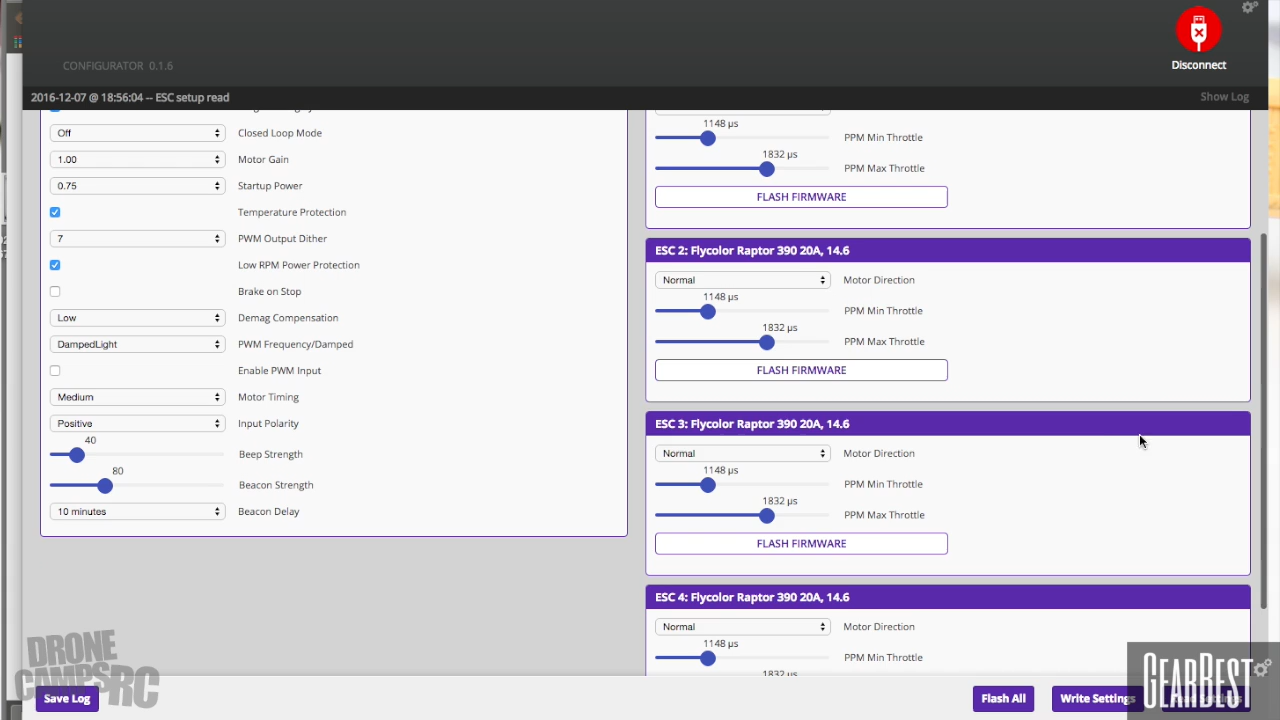 CONFIGURATOR 0.1.6
Disconnect
2016-12-07 @ 18:56:04 -- ESC setup read
Show Log
Off Closed Loop Mode
1.00 Motor Gain
0.75 Startup Power
Temperature Protection
7 PWM Output Dither
Low RPM Power Protection
Brake on Stop
Low Demag Compensation
DampedLight PWM Frequency/Damped
Enable PWM Input
Medium Motor Timing
Positive Input Polarity
40
Beep Strength
80
Beacon Strength
10 minutes Beacon Delay
1148 µs
PPM Min Throttle
1832 µs
PPM Max Throttle
FLASH FIRMWARE
ESC 2: Flycolor Raptor 390 20A, 14.6
Normal Motor Direction
1148 µs
PPM Min Throttle
1832 µs
PPM Max Throttle
FLASH FIRMWARE
ESC 3: Flycolor Raptor 390 20A, 14.6
Normal Motor Direction
1148 µs
PPM Min Throttle
1832 µs
PPM Max Throttle
FLASH FIRMWARE
ESC 4: Flycolor Raptor 390 20A, 14.6
Normal Motor Direction
1148 µs
PPM Min Throttle
1832 µs
DRONE
CAMPS RC
Save Log
Flash All
Write Settings
GEARBEST